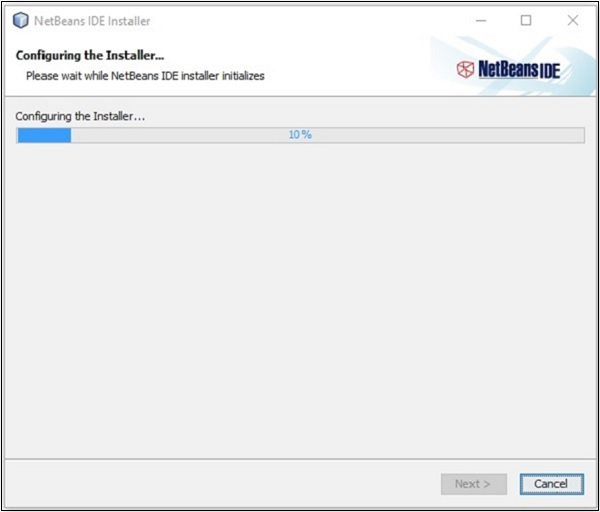 NetBeans IDE Installer
Configuring the Installer...
Please wait while NetBeans IDE installer initializes
NetBeans IDE
Configuring the Installer...
10%
Next >
Cancel